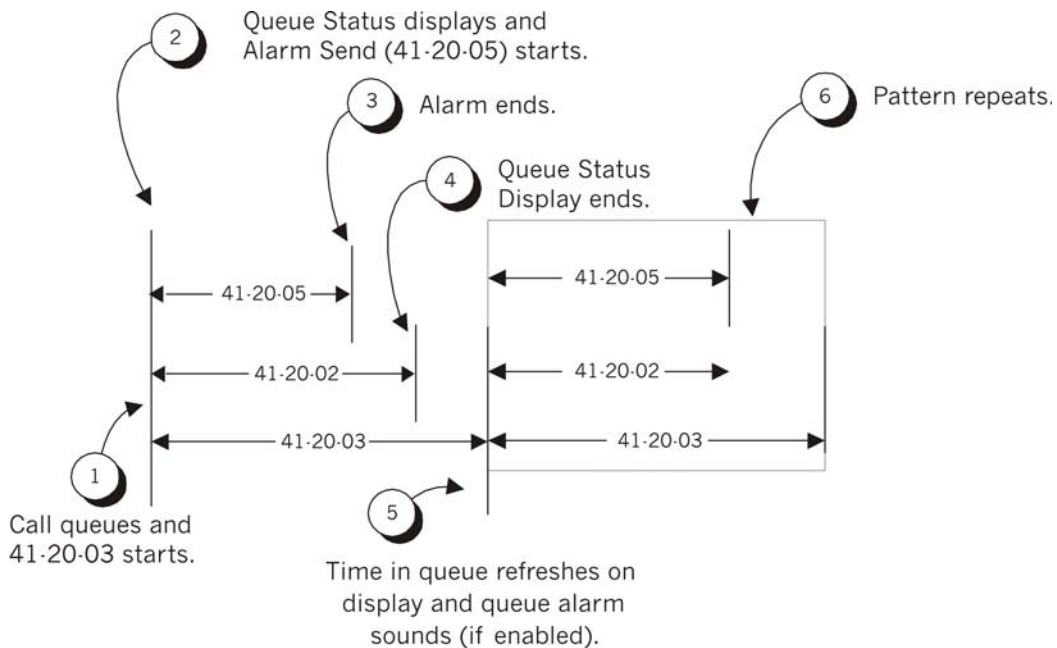 2
Queue Status displays and
Alarm Send (41-20-05) starts.
3
Alarm ends.
4
Queue Status
Display ends.
6
Pattern repeats.
41-20-05
41-20-05
41-20-02
41-20-02
41-20-03
41-20-03
1
Call queues and
41-20-03 starts.
5
Time in queue refreshes on
display and queue alarm
sounds (if enabled).